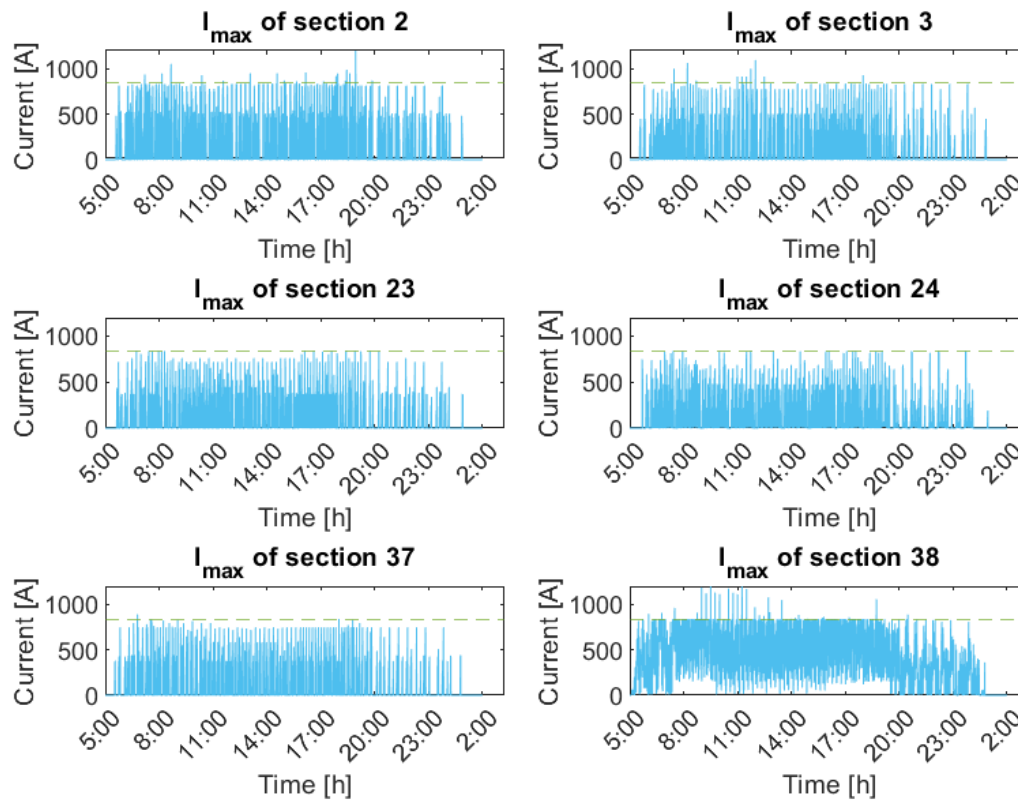 I_max of section 2
Current [A]
1000
500
0
5:00 8:00 11:00 14:00 17:00 20:00 23:00 2:00
Time [h]
I_max of section 3
Current [A]
1000
500
0
5:00 8:00 11:00 14:00 17:00 20:00 23:00 2:00
Time [h]
I_max of section 23
Current [A]
1000
500
0
5:00 8:00 11:00 14:00 17:00 20:00 23:00 2:00
Time [h]
I_max of section 24
Current [A]
1000
500
0
5:00 8:00 11:00 14:00 17:00 20:00 23:00 2:00
Time [h]
I_max of section 37
Current [A]
1000
500
0
5:00 8:00 11:00 14:00 17:00 20:00 23:00 2:00
Time [h]
I_max of section 38
Current [A]
1000
500
0
5:00 8:00 11:00 14:00 17:00 20:00 23:00 2:00
Time [h]